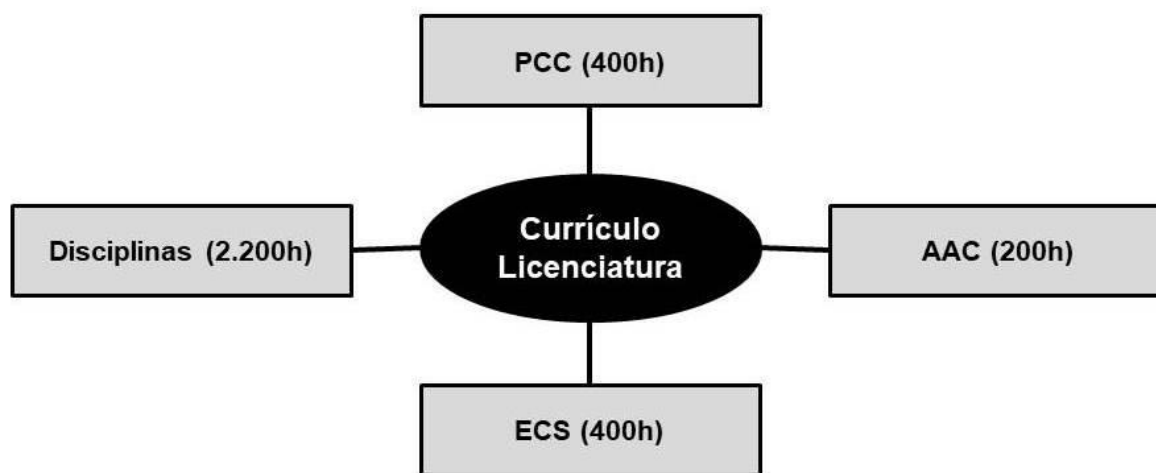 PCC (400h)
Disciplinas (2.200h)
Currículo
Licenciatura
AAC (200h)
ECS (400h)